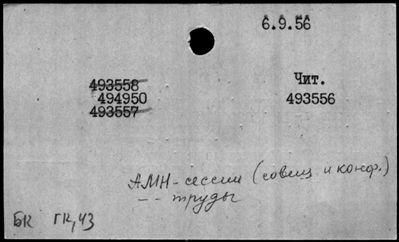 6.9.56
493558
494950
493557
Чит.
493556
АМН - сессии (совещ и конф.)
-- труды
БК ГК,43